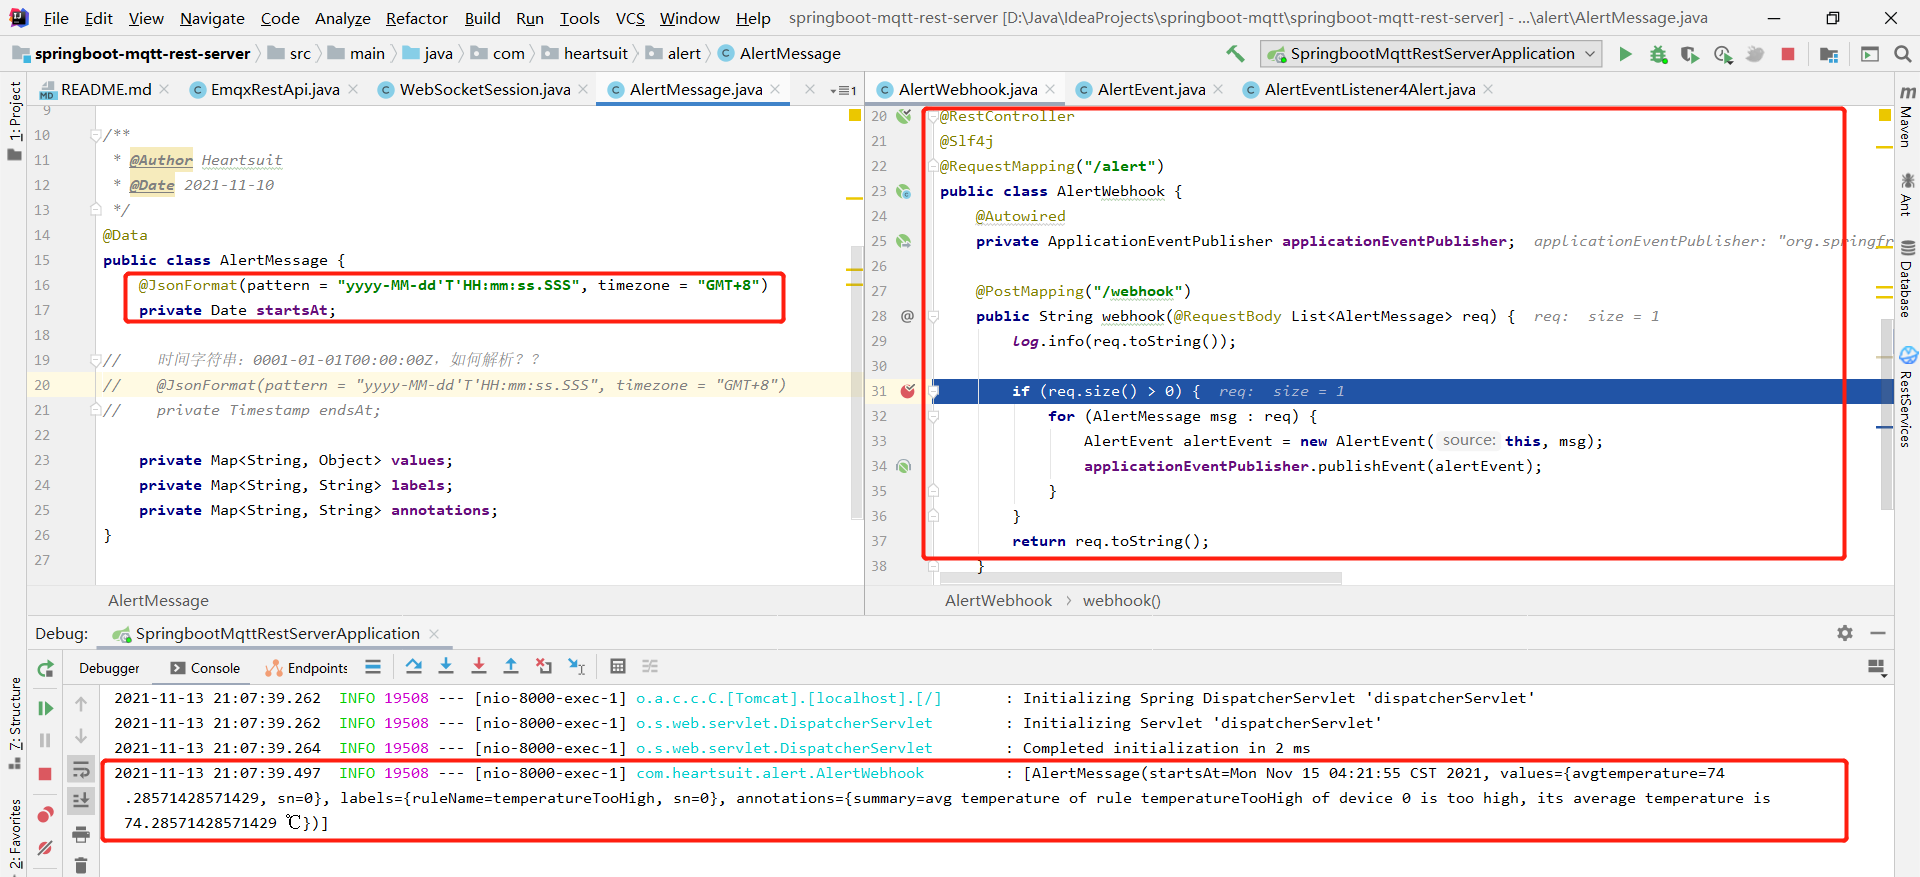 File Edit View Navigate Code Analyze Refactor Build Run Tools VCS Window Help springboot-mqtt-rest-server [D:\Java\IdeaProjects\springboot-mqtt\springboot-mqtt-rest-server] - ...\alert\AlertMessage.java
springboot-mqtt-rest-server src main java com heartsuit alert AlertMessage SpringbootMqttRestServerApplication
README.md EmqxRestApi.java WebSocketSession.java AlertMessage.java
9
10 /**
11 * @Author Heartsuit
12 * @Date 2021-11-10
13 */
14 @Data
15 public class AlertMessage {
16 @JsonFormat(pattern = "yyyy-MM-dd'T'HH:mm:ss.SSS", timezone = "GMT+8")
17 private Date startsAt;
18
19 // 时间字符串：0001-01-01T00:00:00Z，如何解析？？
20 // @JsonFormat(pattern = "yyyy-MM-dd'T'HH:mm:ss.SSS", timezone = "GMT+8")
21 // private Timestamp endsAt;
22
23 private Map<String, Object> values;
24 private Map<String, String> labels;
25 private Map<String, String> annotations;
26 }
27
AlertMessage
AlertWebhook.java AlertEvent.java AlertEventListener4Alert.java
20 @RestController
21 @Slf4j
22 @RequestMapping("/alert")
23 public class AlertWebhook {
24 @Autowired
25 private ApplicationEventPublisher applicationEventPublisher; applicationEventPublisher: "org.springfr
26
27 @PostMapping("/webhook")
28 public String webhook(@RequestBody List<AlertMessage> req) { req: size = 1
29 log.info(req.toString());
30
31 if (req.size() > 0) { req: size = 1
32 for (AlertMessage msg : req) {
33 AlertEvent alertEvent = new AlertEvent( source: this, msg);
34 applicationEventPublisher.publishEvent(alertEvent);
35 }
36 }
37 return req.toString();
38 }
AlertWebhook › webhook()
1: Project
7: Structure
2: Favorites
Maven
Ant
Database
RestServices
Debug: SpringbootMqttRestServerApplication
Debugger Console Endpoints
2021-11-13 21:07:39.262 INFO 19508 --- [nio-8000-exec-1] o.a.c.c.C.[Tomcat].[localhost].[/] : Initializing Spring DispatcherServlet 'dispatcherServlet'
2021-11-13 21:07:39.262 INFO 19508 --- [nio-8000-exec-1] o.s.web.servlet.DispatcherServlet : Initializing Servlet 'dispatcherServlet'
2021-11-13 21:07:39.264 INFO 19508 --- [nio-8000-exec-1] o.s.web.servlet.DispatcherServlet : Completed initialization in 2 ms
2021-11-13 21:07:39.497 INFO 19508 --- [nio-8000-exec-1] com.heartsuit.alert.AlertWebhook : [AlertMessage(startsAt=Mon Nov 15 04:21:55 CST 2021, values={avgtemperature=74
.28571428571429, sn=0}, labels={ruleName=temperatureTooHigh, sn=0}, annotations={summary=avg temperature of rule temperatureTooHigh of device 0 is too high, its average temperature is
74.28571428571429 ℃})]